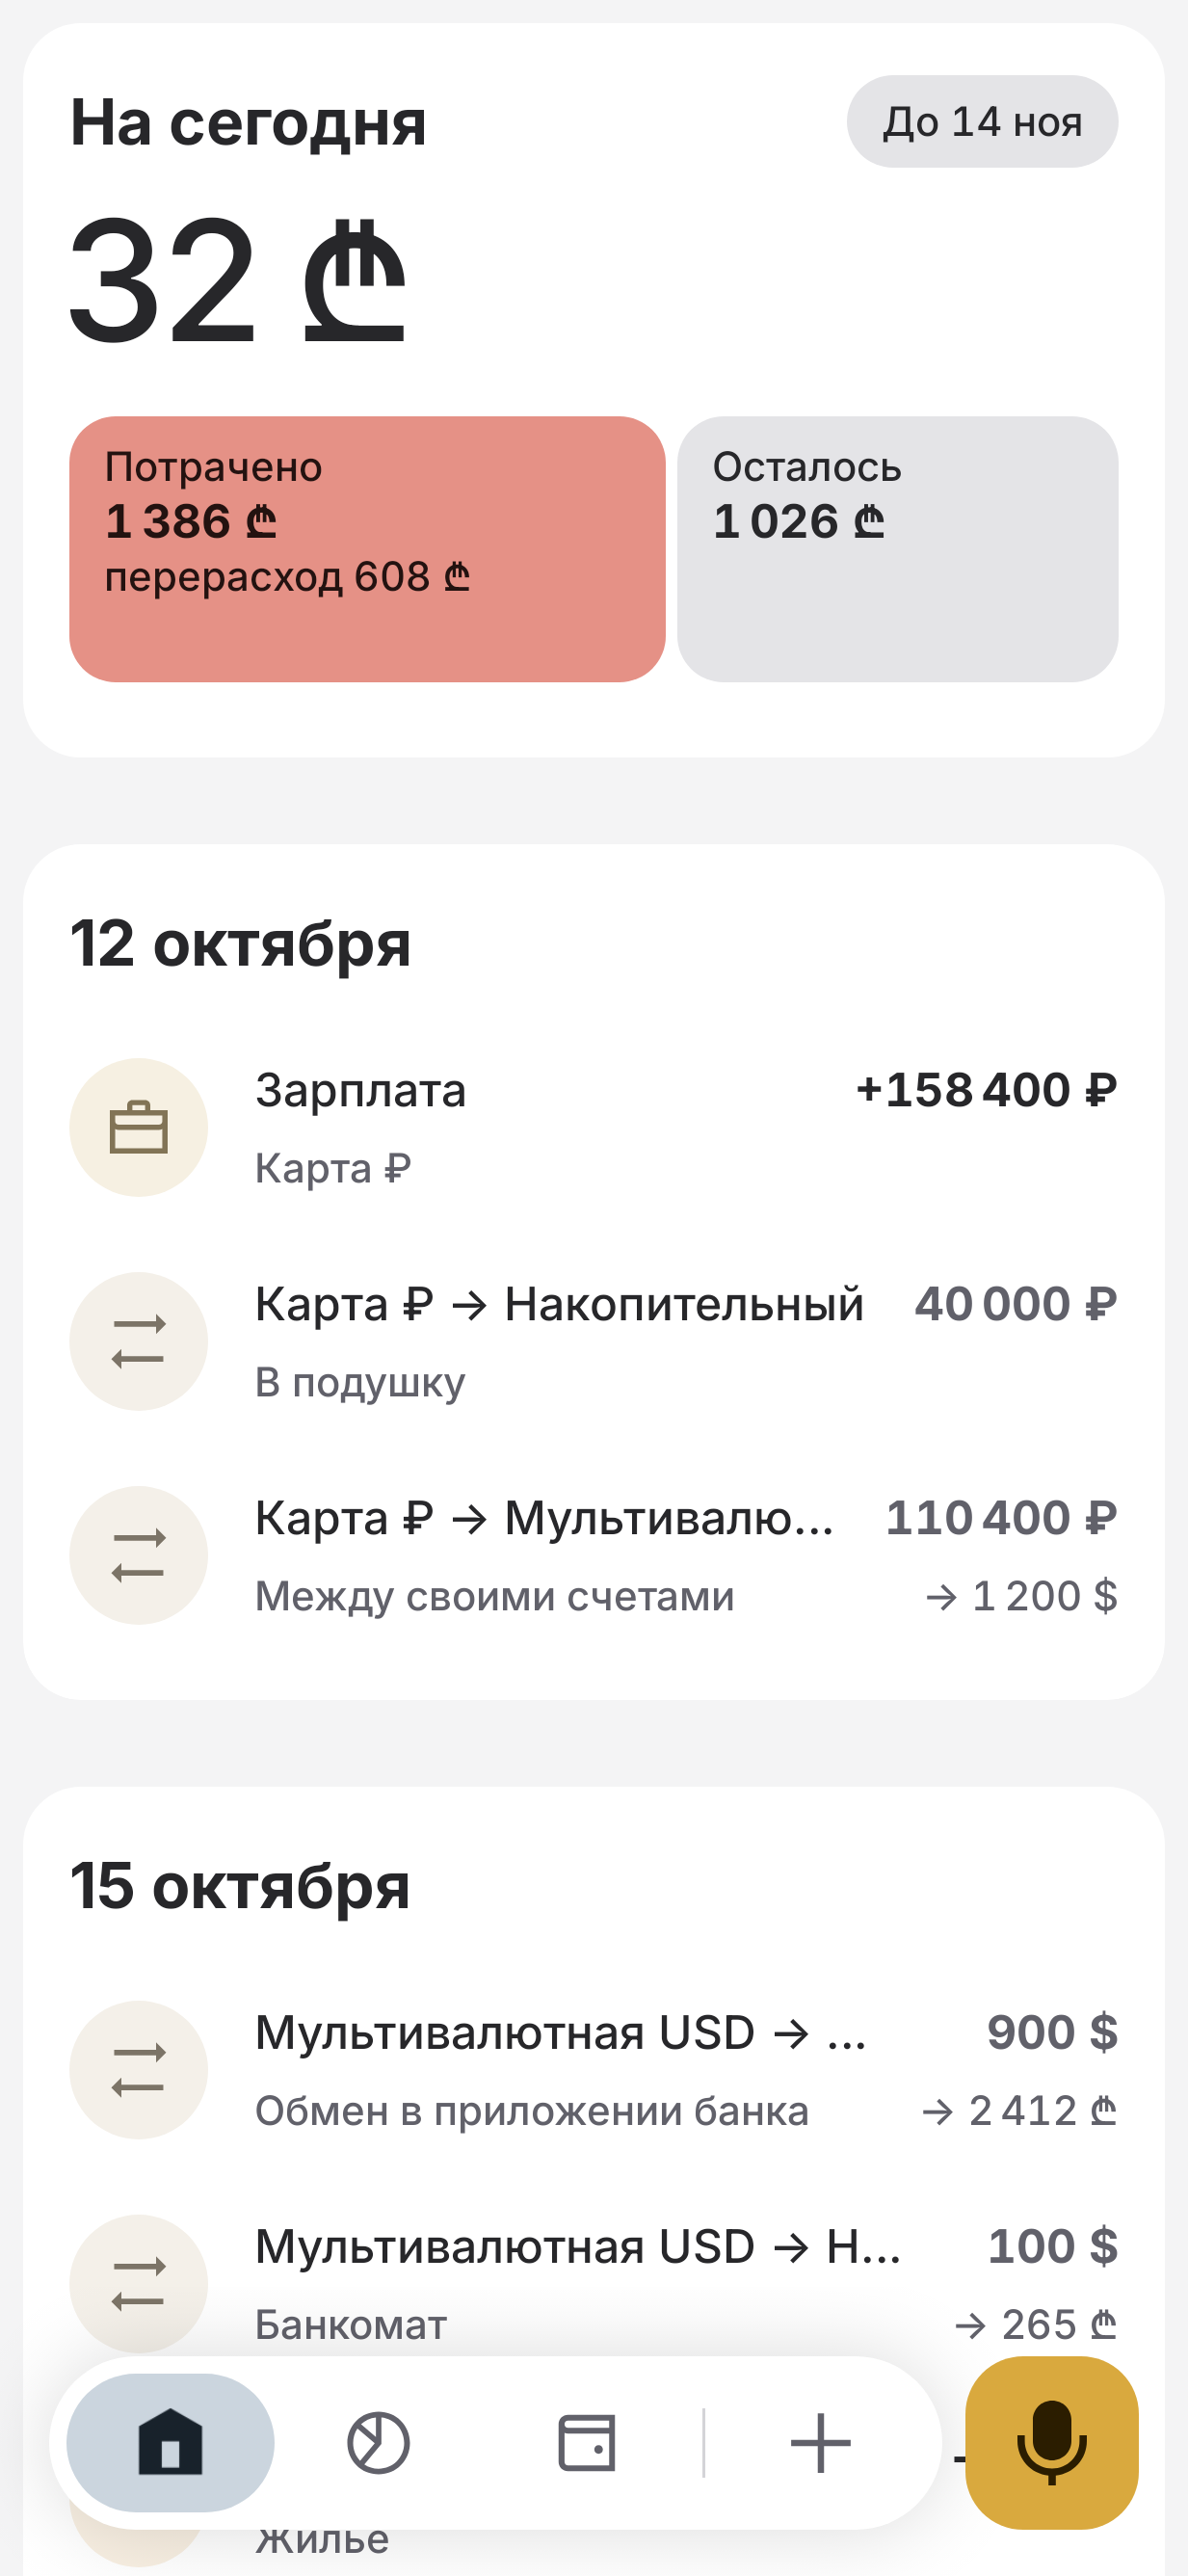 На сегодня
До 14 ноя
32 ₾
Потрачено
1 386 ₾
перерасход 608 ₾
Осталось
1 026 ₾
12 октября
Зарплата
+158 400 ₽
Карта ₽
Карта ₽ → Накопительный
40 000 ₽
В подушку
Карта ₽ → Мультивалю...
110 400 ₽
Между своими счетами
→ 1 200 $
15 октября
Мультивалютная USD → ...
900 $
Обмен в приложении банка
→ 2 412 ₾
Мультивалютная USD → Н...
100 $
Банкомат
→ 265 ₾
Жилье